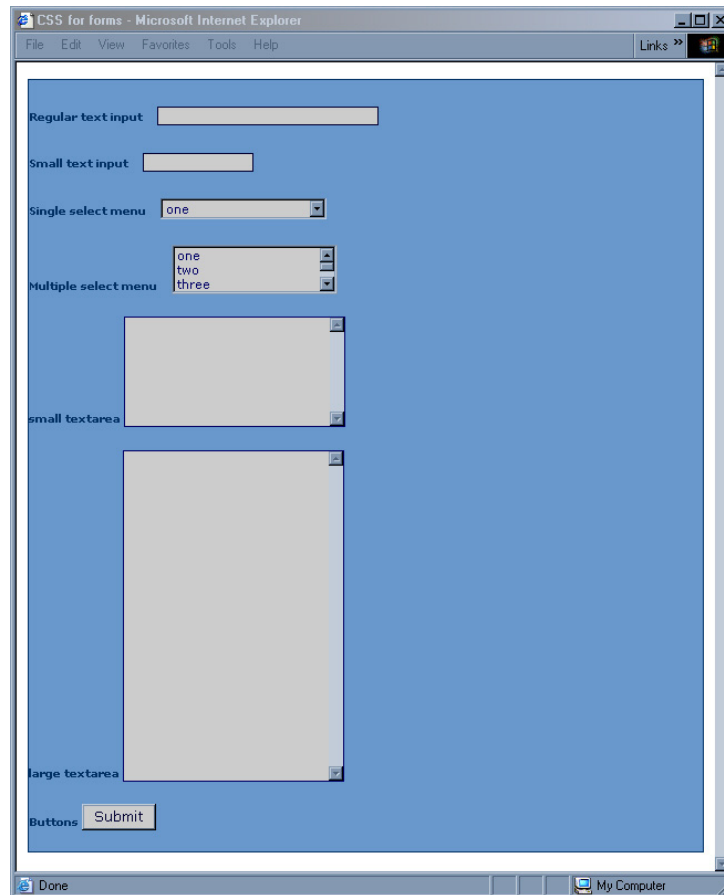 CSS for forms - Microsoft Internet Explorer
File Edit View Favorites Tools Help Links »
Regular text input
Small text input
Single select menu one
one
two
Multiple select menu three
small textarea
large textarea
Buttons Submit
Done My Computer